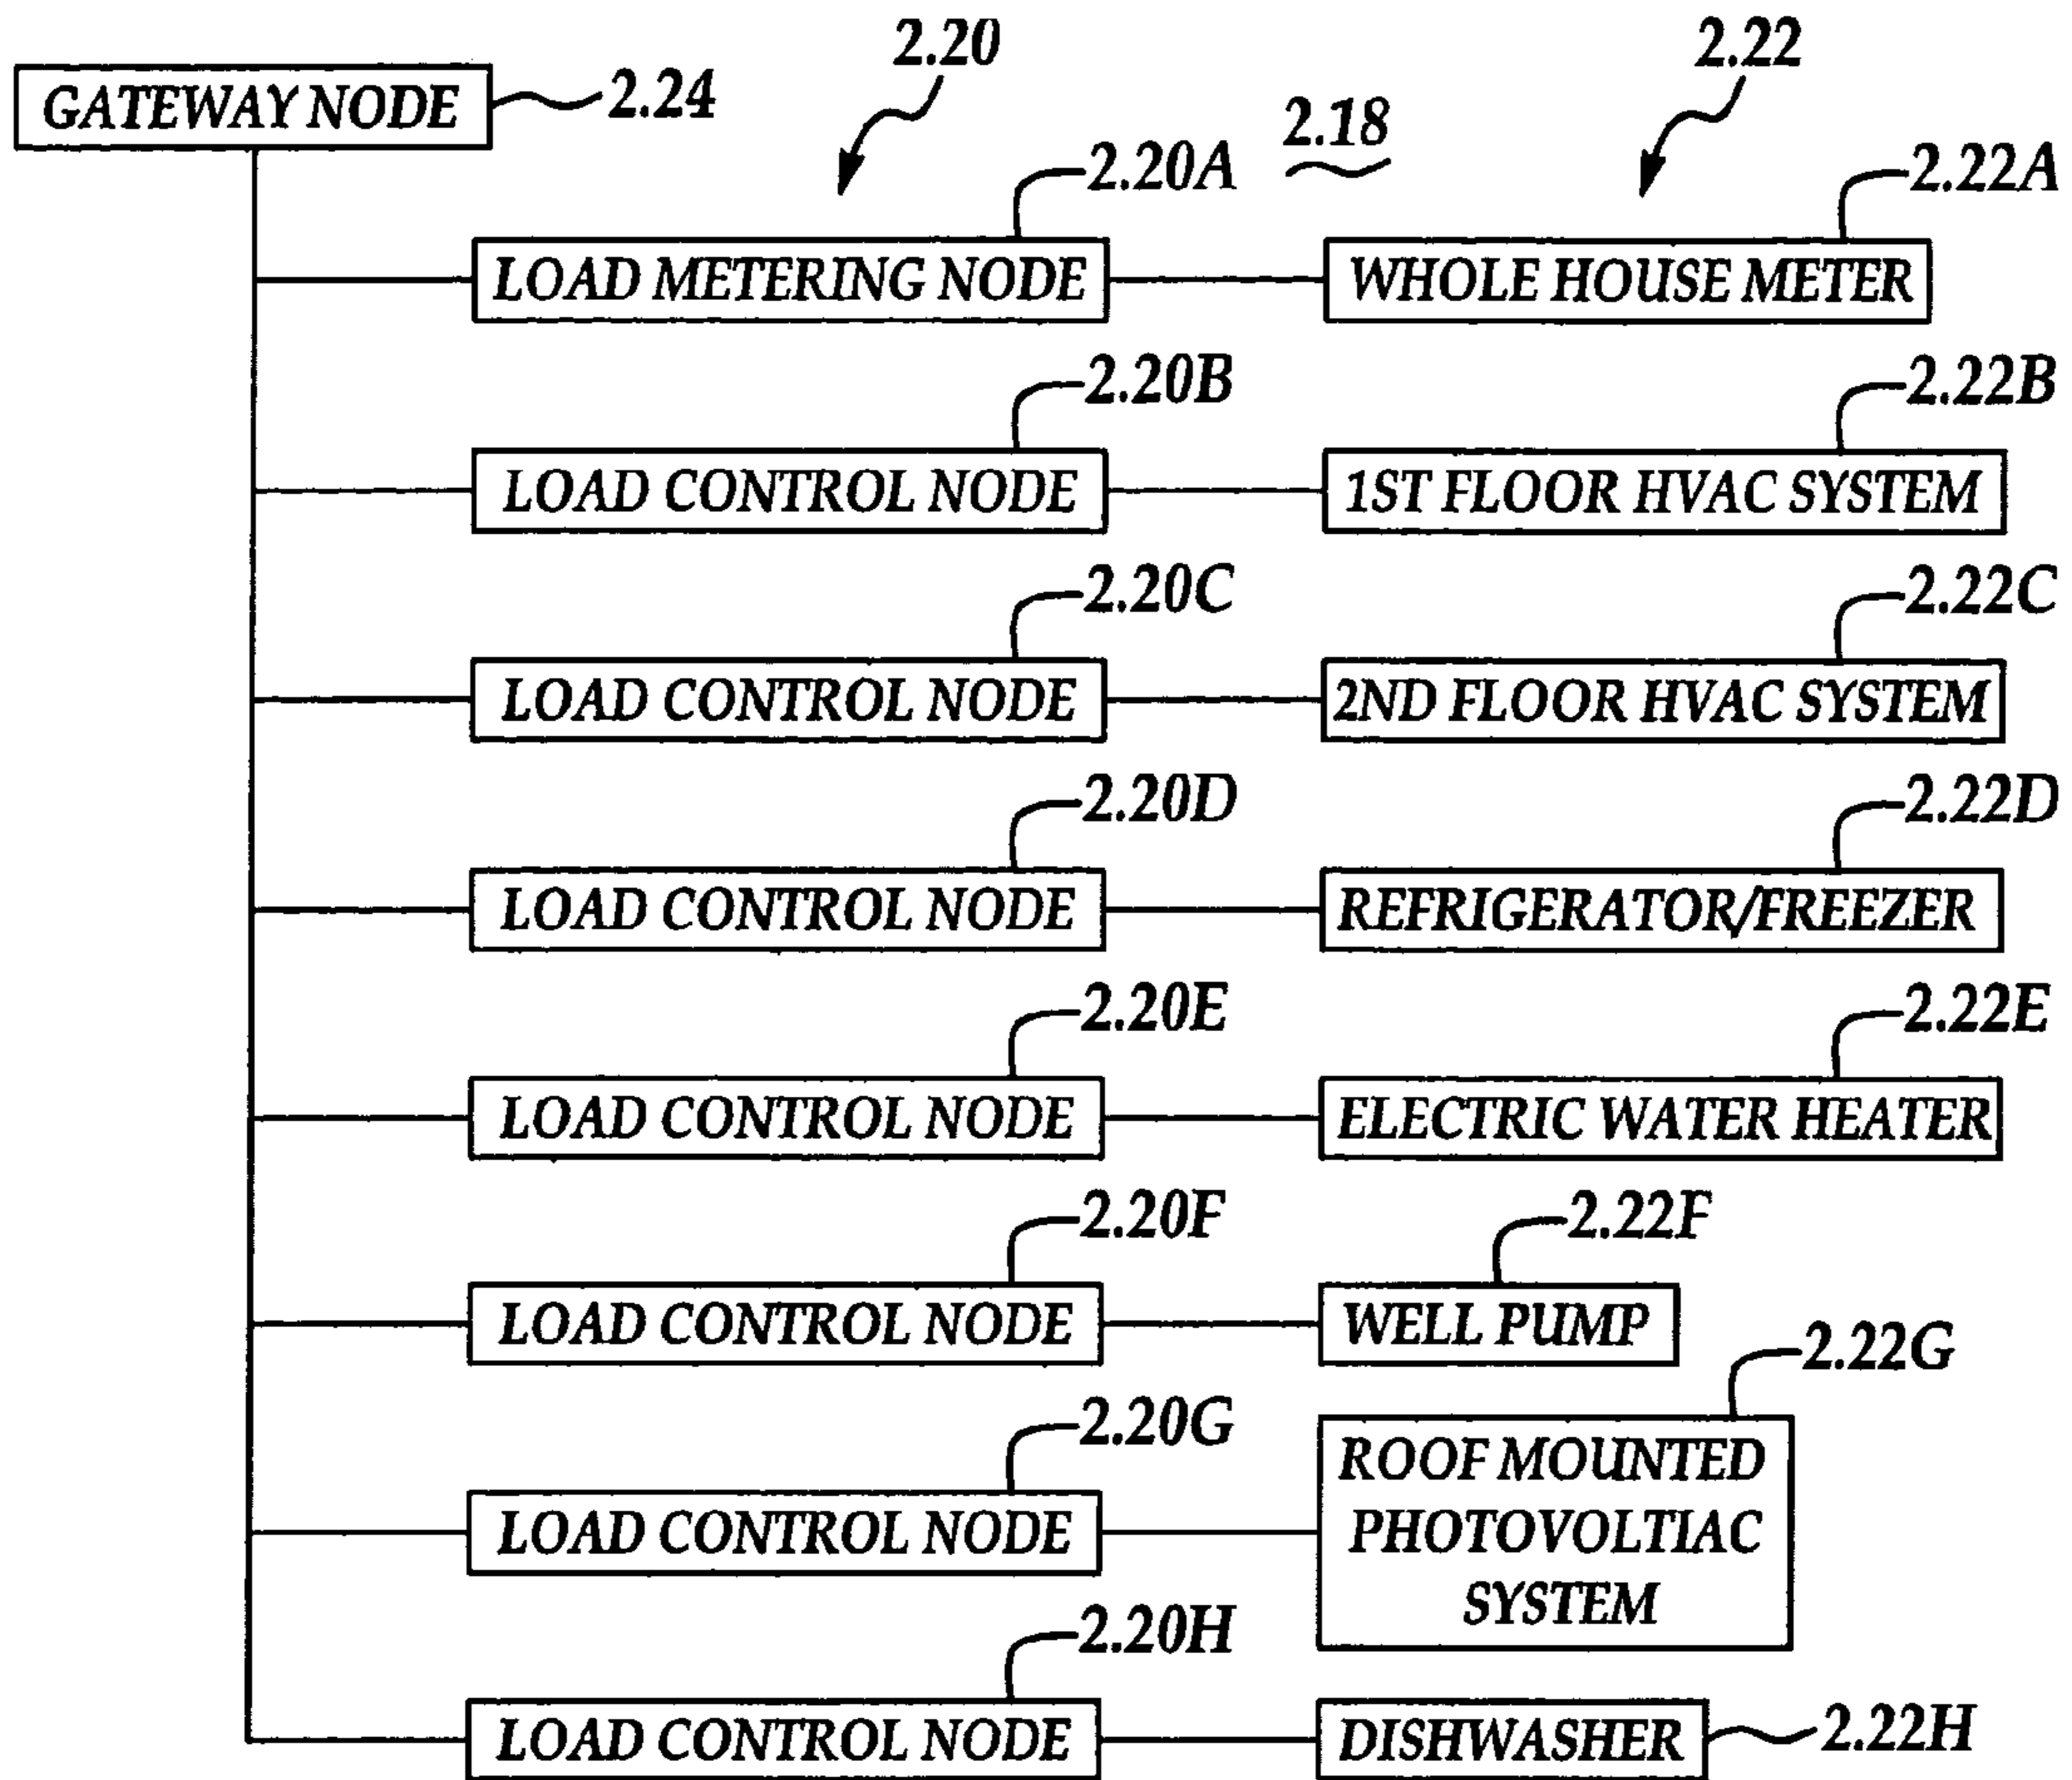 2.20
2.22
GATEWAY NODE
2.24
2.18
2.20A
2.22A
LOAD METERING NODE
WHOLE HOUSE METER
2.20B
2.22B
LOAD CONTROL NODE
1ST FLOOR HVAC SYSTEM
2.20C
2.22C
LOAD CONTROL NODE
2ND FLOOR HVAC SYSTEM
2.20D
2.22D
LOAD CONTROL NODE
REFRIGERATOR/FREEZER
2.20E
2.22E
LOAD CONTROL NODE
ELECTRIC WATER HEATER
2.20F
2.22F
LOAD CONTROL NODE
WELL PUMP
2.22G
2.20G
LOAD CONTROL NODE
ROOF MOUNTED
PHOTOVOLTIAC
SYSTEM
2.20H
LOAD CONTROL NODE
DISHWASHER
2.22H